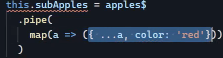 this.subApples = apples$
.pipe(
map(a => ({ ...a, color: 'red'}))
)